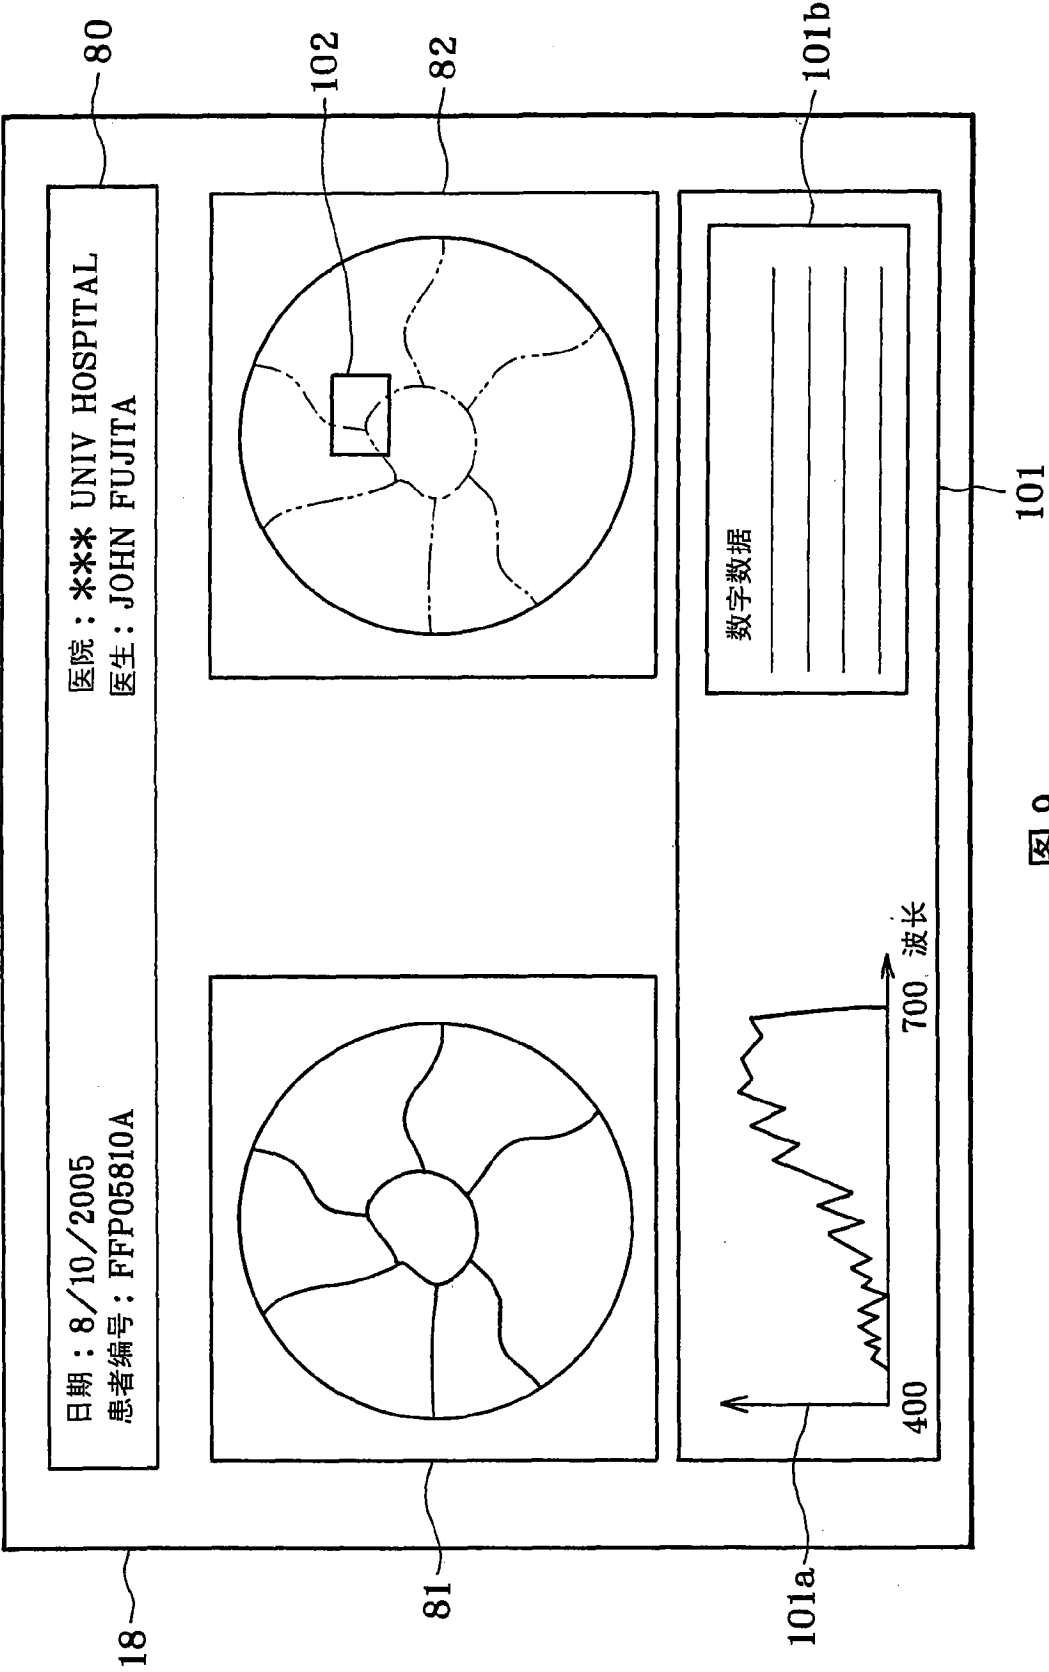 80
日期：8/10/2005
医院：*** UNIV HOSPITAL
患者编号：FFP05810A
医生：JOHN FUJITA
102
82
18
81
101a
400
700 波长
数字数据
101b
101
图 9